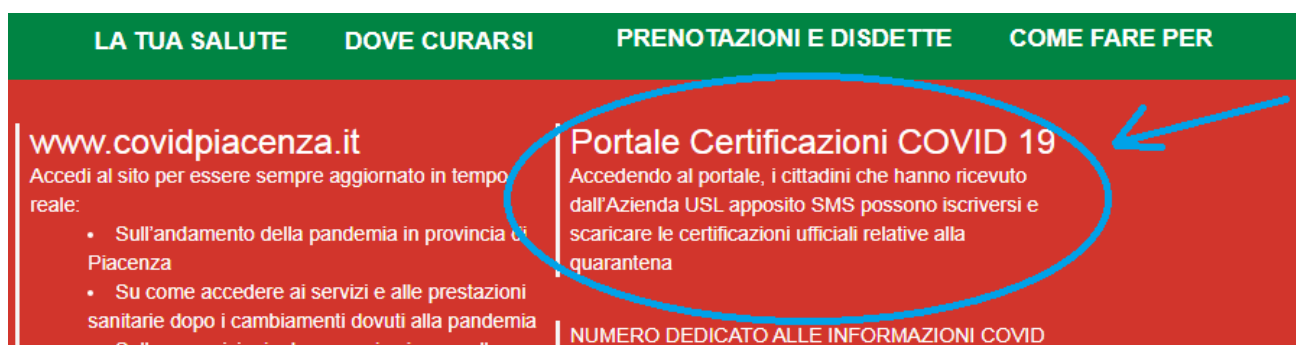 LA TUA SALUTE DOVE CURARSI PRENOTAZIONI E DISDETTE COME FARE PER
www.covidpiacenza.it
Accedi al sito per essere sempre aggiornato in tempo
reale:
• Sull'andamento della pandemia in provincia di
Piacenza
• Su come accedere ai servizi e alle prestazioni
sanitarie dopo i cambiamenti dovuti alla pandemia
Portale Certificazioni COVID 19
Accedendo al portale, i cittadini che hanno ricevuto
dall'Azienda USL apposito SMS possono iscriversi e
scaricare le certificazioni ufficiali relative alla
quarantena
NUMERO DEDICATO ALLE INFORMAZIONI COVID